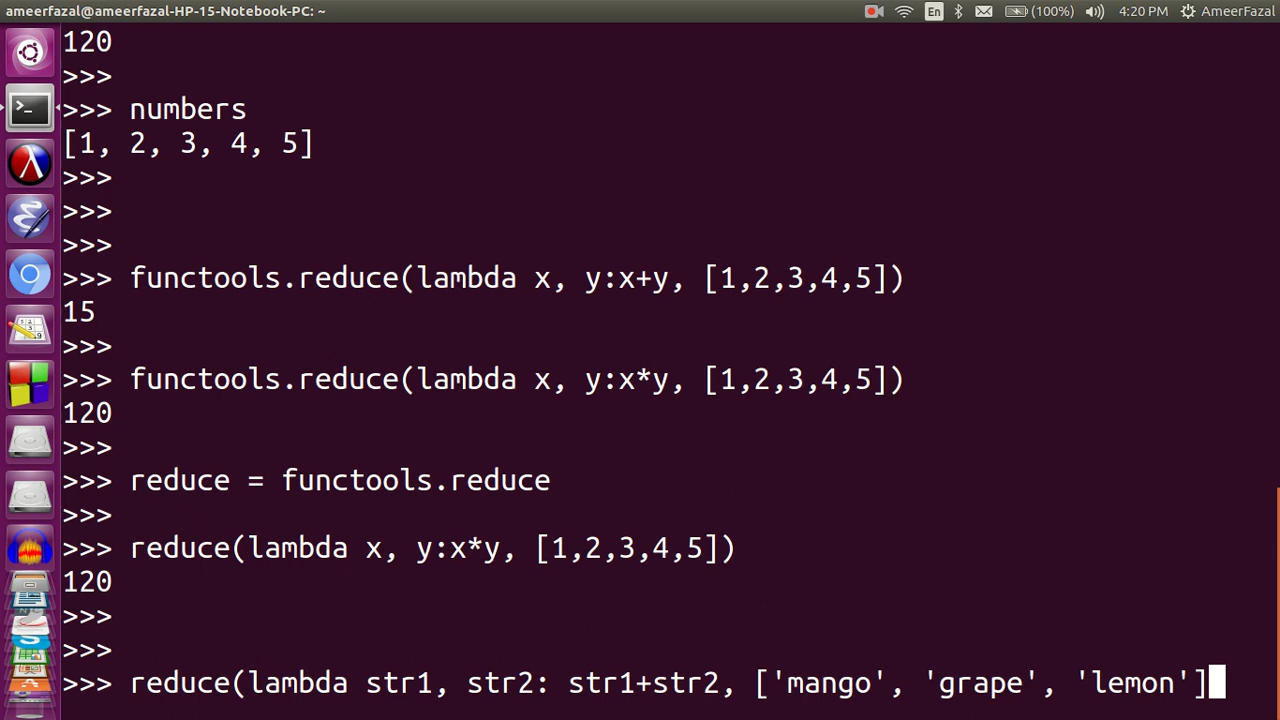 ameerfazal@ameerfazal-HP-15-Notebook-PC: ~ En (100%) 4:20 PM AmeerFazal
120
>>>
>>> numbers
[1, 2, 3, 4, 5]
>>>
>>>
>>>
>>> functools.reduce(lambda x, y:x+y, [1,2,3,4,5])
15
>>>
>>> functools.reduce(lambda x, y:x*y, [1,2,3,4,5])
120
>>>
>>> reduce = functools.reduce
>>>
>>> reduce(lambda x, y:x*y, [1,2,3,4,5])
120
>>>
>>>
>>> reduce(lambda str1, str2: str1+str2, ['mango', 'grape', 'lemon']